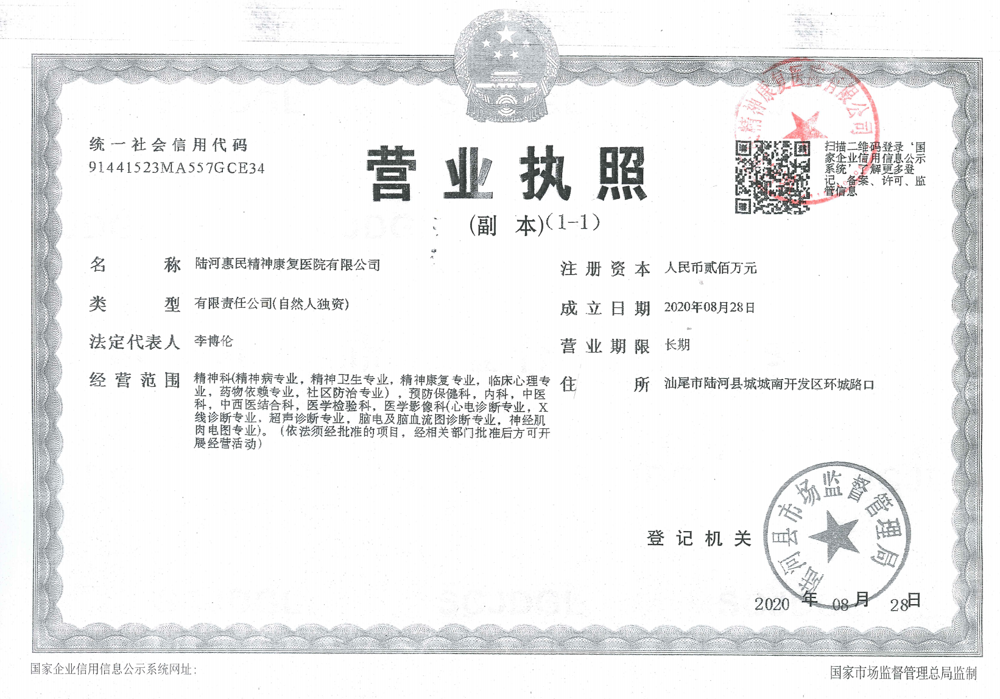 统一社会信用代码
91441523MA557GCE34
营业执照
(副 本)(1-1)
扫描二维码登录‘国
家企业信用信息公示
系统’了解更多登
记、备案、许可、监
管信息
精神康复医院有限公司
名 称 陆河惠民精神康复医院有限公司
类 型 有限责任公司(自然人独资)
法定代表人 李博伦
经营范围 精神科(精神病专业，精神卫生专业，精神康复专业，临床心理专
业，药物依赖专业，社区防治专业)，预防保健科，内科，中医
科，中西医结合科，医学检验科，医学影像科(心电诊断专业，X
线诊断专业，超声诊断专业，脑电及脑血流图诊断专业，神经肌
肉电图专业)。(依法须经批准的项目，经相关部门批准后方可开
展经营活动)
注册资本 人民币贰佰万元
成立日期 2020年08月28日
营业期限 长期
住 所 汕尾市陆河县城城南开发区环城路口
登记机关
陆河县市场监督管理局
2020 年 08 月 28 日
国家企业信用信息公示系统网址：
国家市场监督管理总局监制